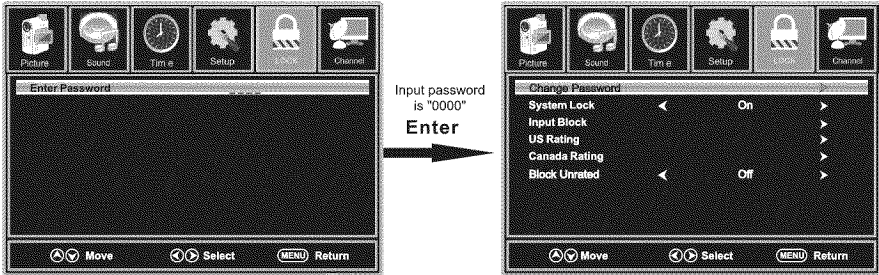 Picture Sound Time Setup LOCK Channel
Enter Password _ _ _ _
Move Select MENU Return
Input password
is "0000"
Enter
Picture Sound Time Setup LOCK Channel
Change Password
System Lock On
Input Block
US Rating
Canada Rating
Block Unrated Off
Move Select MENU Return